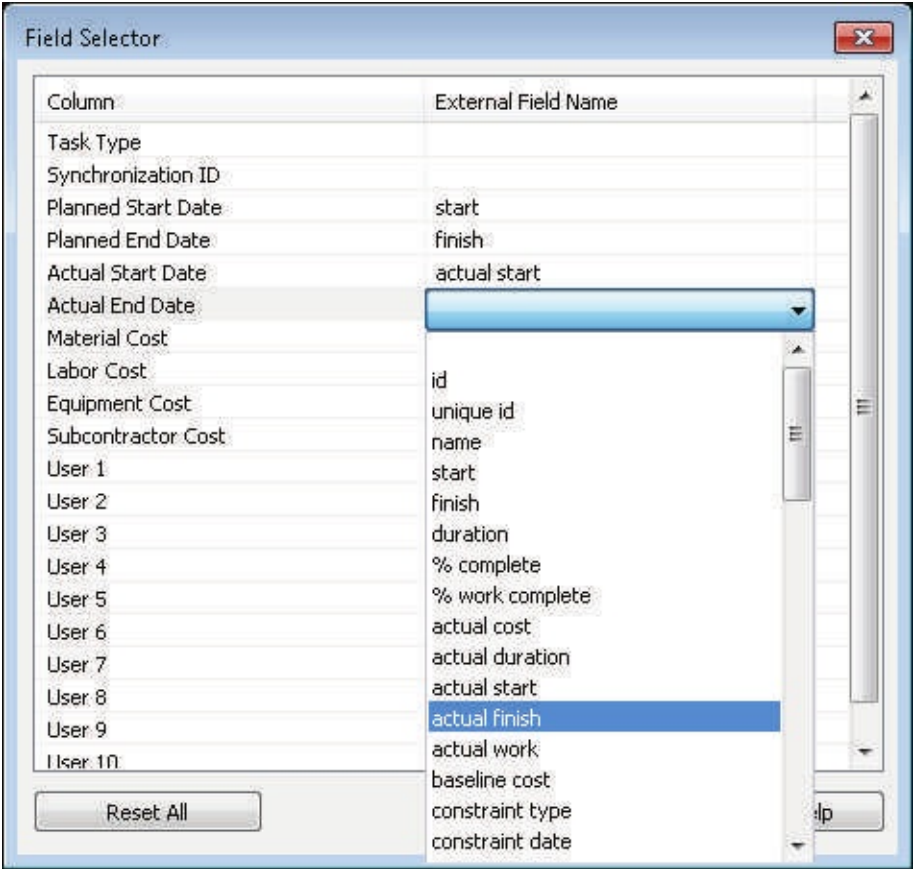 Field Selector
Column External Field Name
Task Type
Synchronization ID
Planned Start Date start
Planned End Date finish
Actual Start Date actual start
Actual End Date
Material Cost
Labor Cost
Equipment Cost
Subcontractor Cost
User 1
User 2
User 3
User 4
User 5
User 6
User 7
User 8
User 9
User 10
id
unique id
name
start
finish
duration
% complete
% work complete
actual cost
actual duration
actual start
actual finish
actual work
baseline cost
constraint type
constraint date
Reset All
elp